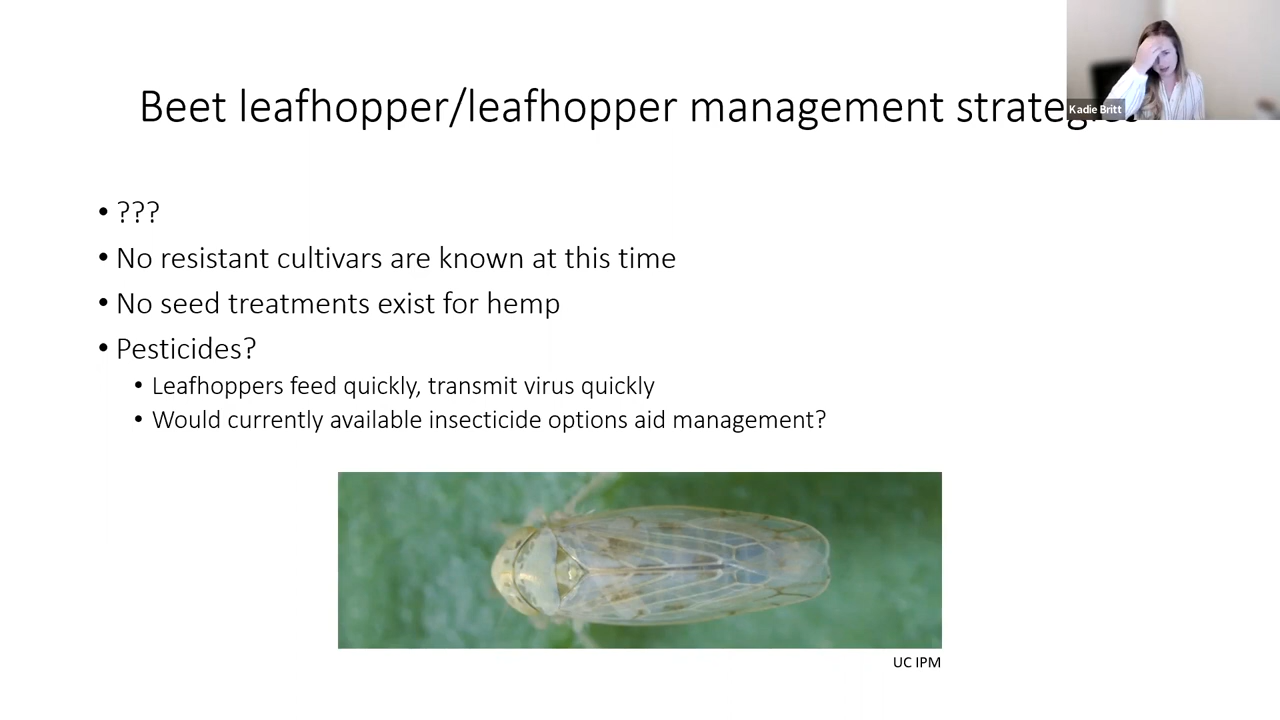 Beet leafhopper/leafhopper management
Kadie Britt
• ???
• No resistant cultivars are known at this time
• No seed treatments exist for hemp
• Pesticides?
• Leafhoppers feed quickly, transmit virus quickly
• Would currently available insecticide options aid management?
UC IPM